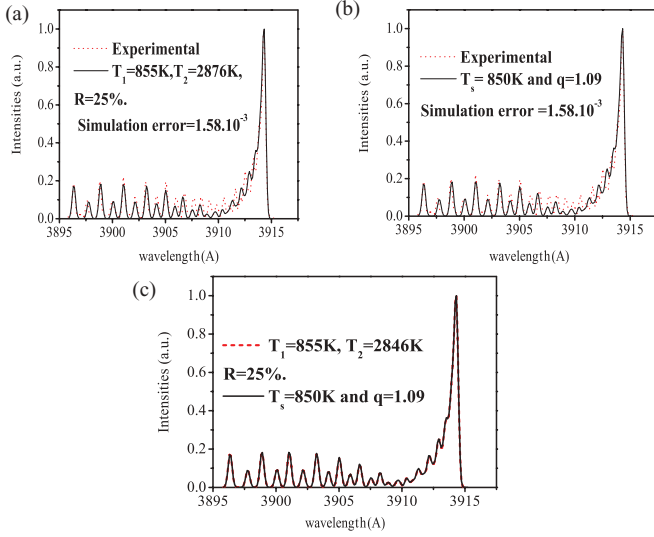 (a)
Experimental
T1=855K,T2=2876K,
R=25%.
Simulation error=1.58.10-3
Intensities (a.u.)
1.0
0.8
0.6
0.4
0.2
0.0
3895 3900 3905 3910 3915
wavelength(A)
(b)
Experimental
Ts= 850K and q=1.09
Simulation error =1.58.10-3
Intensities (a.u.)
1.0
0.8
0.6
0.4
0.2
0.0
3895 3900 3905 3910 3915
wavelength(A)
(c)
T1=855K, T2=2846K
R=25%.
Ts=850K and q=1.09
Intensities (a.u.)
1.0
0.8
0.6
0.4
0.2
0.0
3895 3900 3905 3910 3915
wavelength(A)